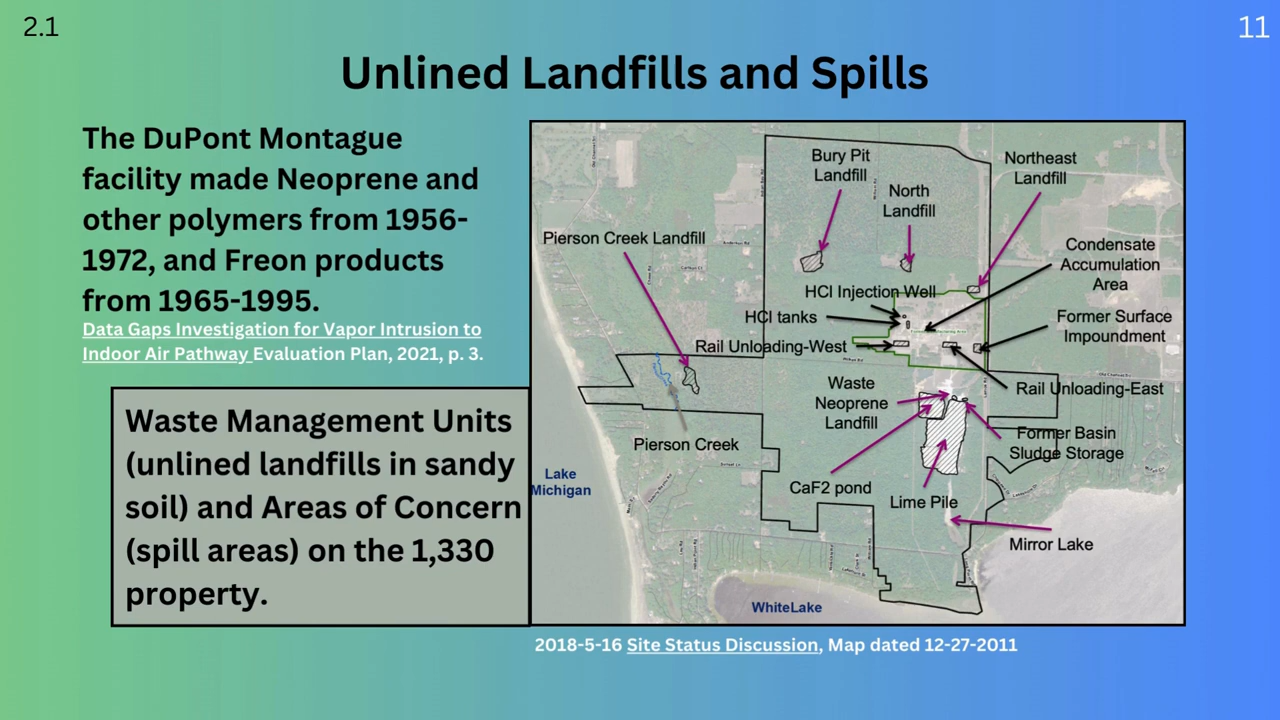 2.1
11
Unlined Landfills and Spills
The DuPont Montague
facility made Neoprene and
other polymers from 1956-
1972, and Freon products
from 1965-1995.
Data Gaps Investigation for Vapor Intrusion to
Indoor Air Pathway Evaluation Plan, 2021, p. 3.
Waste Management Units
(unlined landfills in sandy
soil) and Areas of Concern
(spill areas) on the 1,330
property.
Bury Pit
Landfill
North
Landfill
Northeast
Landfill
Pierson Creek Landfill
Condensate
Accumulation
Area
HCl Injection Well
HCl tanks
Former Surface
Impoundment
Rail Unloading-West
Rail Unloading-East
Waste
Neoprene
Landfill
Pierson Creek
Former Basin
Sludge Storage
Lake
Michigan
CaF2 pond
Lime Pile
Mirror Lake
WhiteLake
2018-5-16 Site Status Discussion, Map dated 12-27-2011